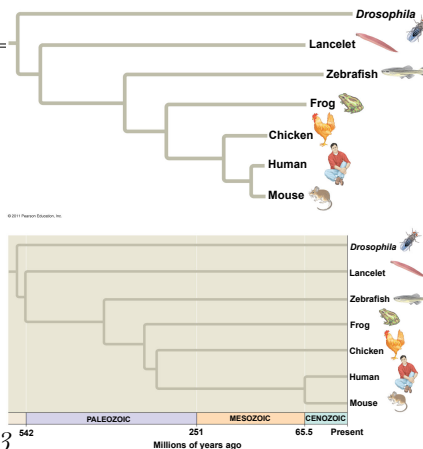 Drosophila
Lancelet
Zebrafish
Frog
Chicken
Human
Mouse
© 2011 Pearson Education, Inc.
Drosophila
Lancelet
Zebrafish
Frog
Chicken
Human
Mouse
PALEOZOIC MESOZOIC CENOZOIC
3 542 251 65.5 Present
Millions of years ago